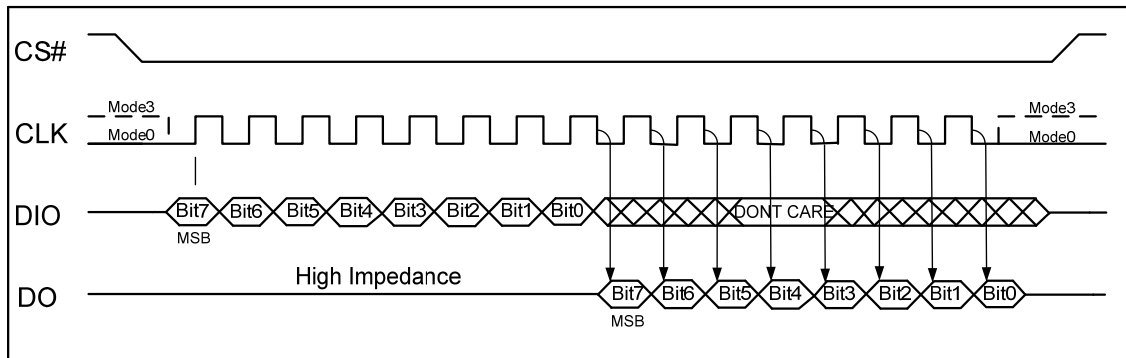 CS#
Mode3 Mode3
CLK
Mode0 Mode0
DIO Bit7 Bit6 Bit5 Bit4 Bit3 Bit2 Bit1 Bit0 DONT CARE
MSB
High Impedance
DO Bit7 Bit6 Bit5 Bit4 Bit3 Bit2 Bit1 Bit0
MSB